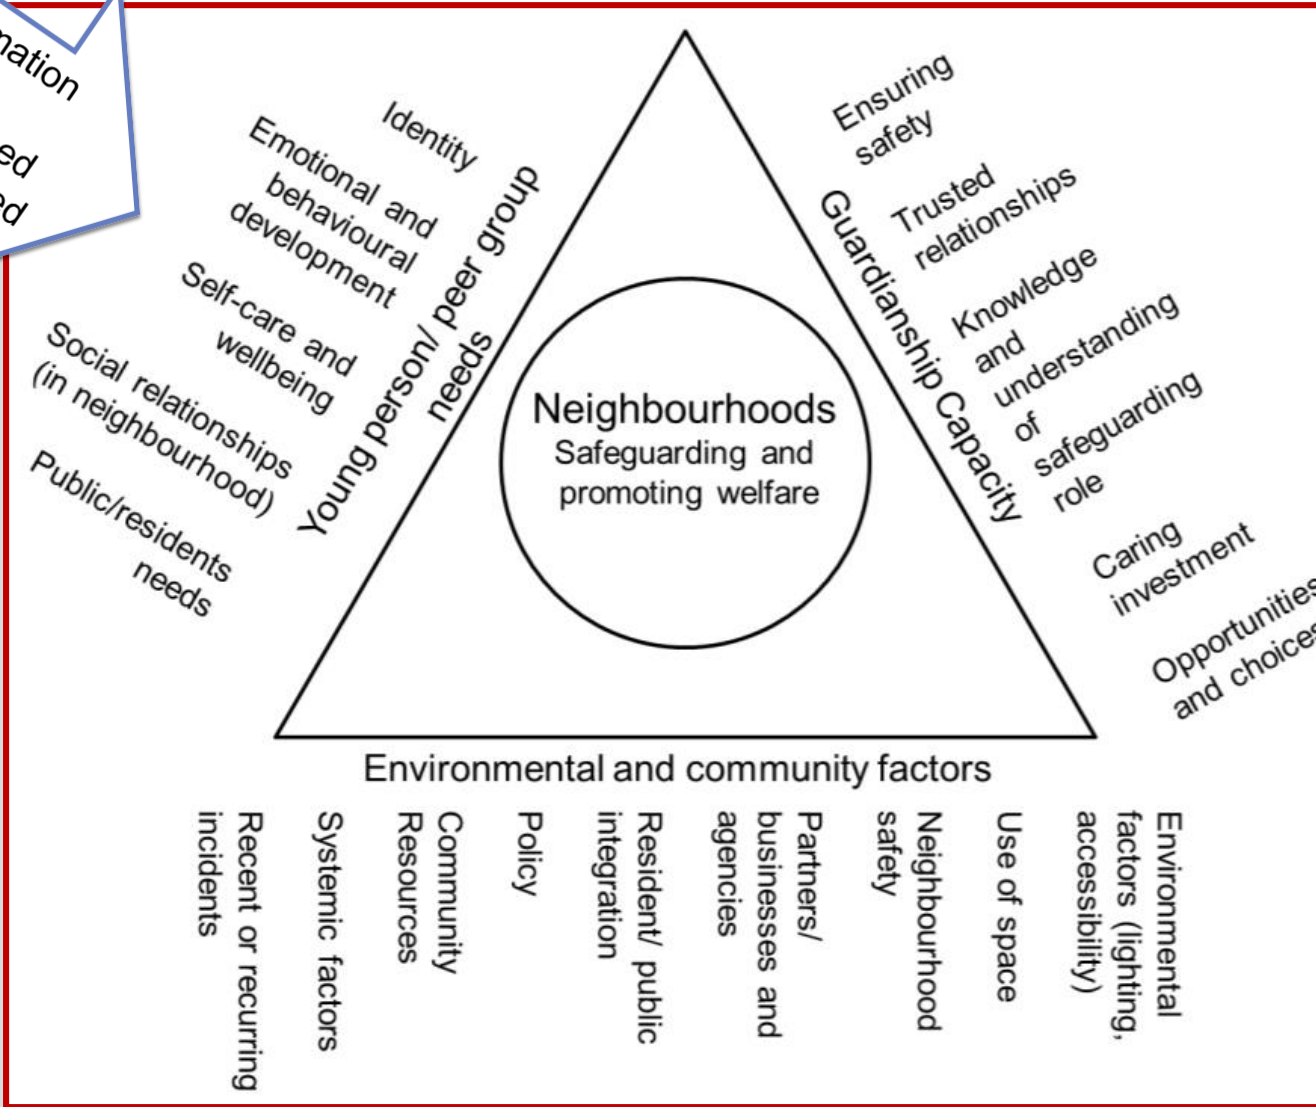 ed
Identity
Emotional and
behavioural
development
Self-care and
wellbeing
Social relationships
(in neighbourhood)
Public/residents
needs
Young person/ peer group
needs
Neighbourhoods
Safeguarding and
promoting welfare
Guardianship Capacity
Ensuring
safety
Trusted
relationships
Knowledge
and
understanding
of
safeguarding
role
Caring
investment
Opportunities
and choices
Environmental and community factors
Recent or recurring
incidents
Systemic factors
Community
Resources
Policy
Resident/ public
integration
Partners/
businesses and
agencies
Neighbourhood
safety
Use of space
Environmental
factors (lighting,
accessibility)